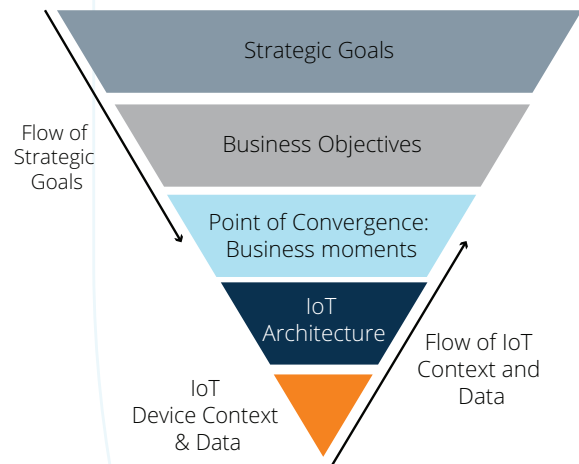 Strategic Goals
Flow of
Strategic
Goals
Business Objectives
Point of Convergence:
Business moments
IoT
Architecture
Flow of IoT
Context and
Data
IoT
Device Context
& Data